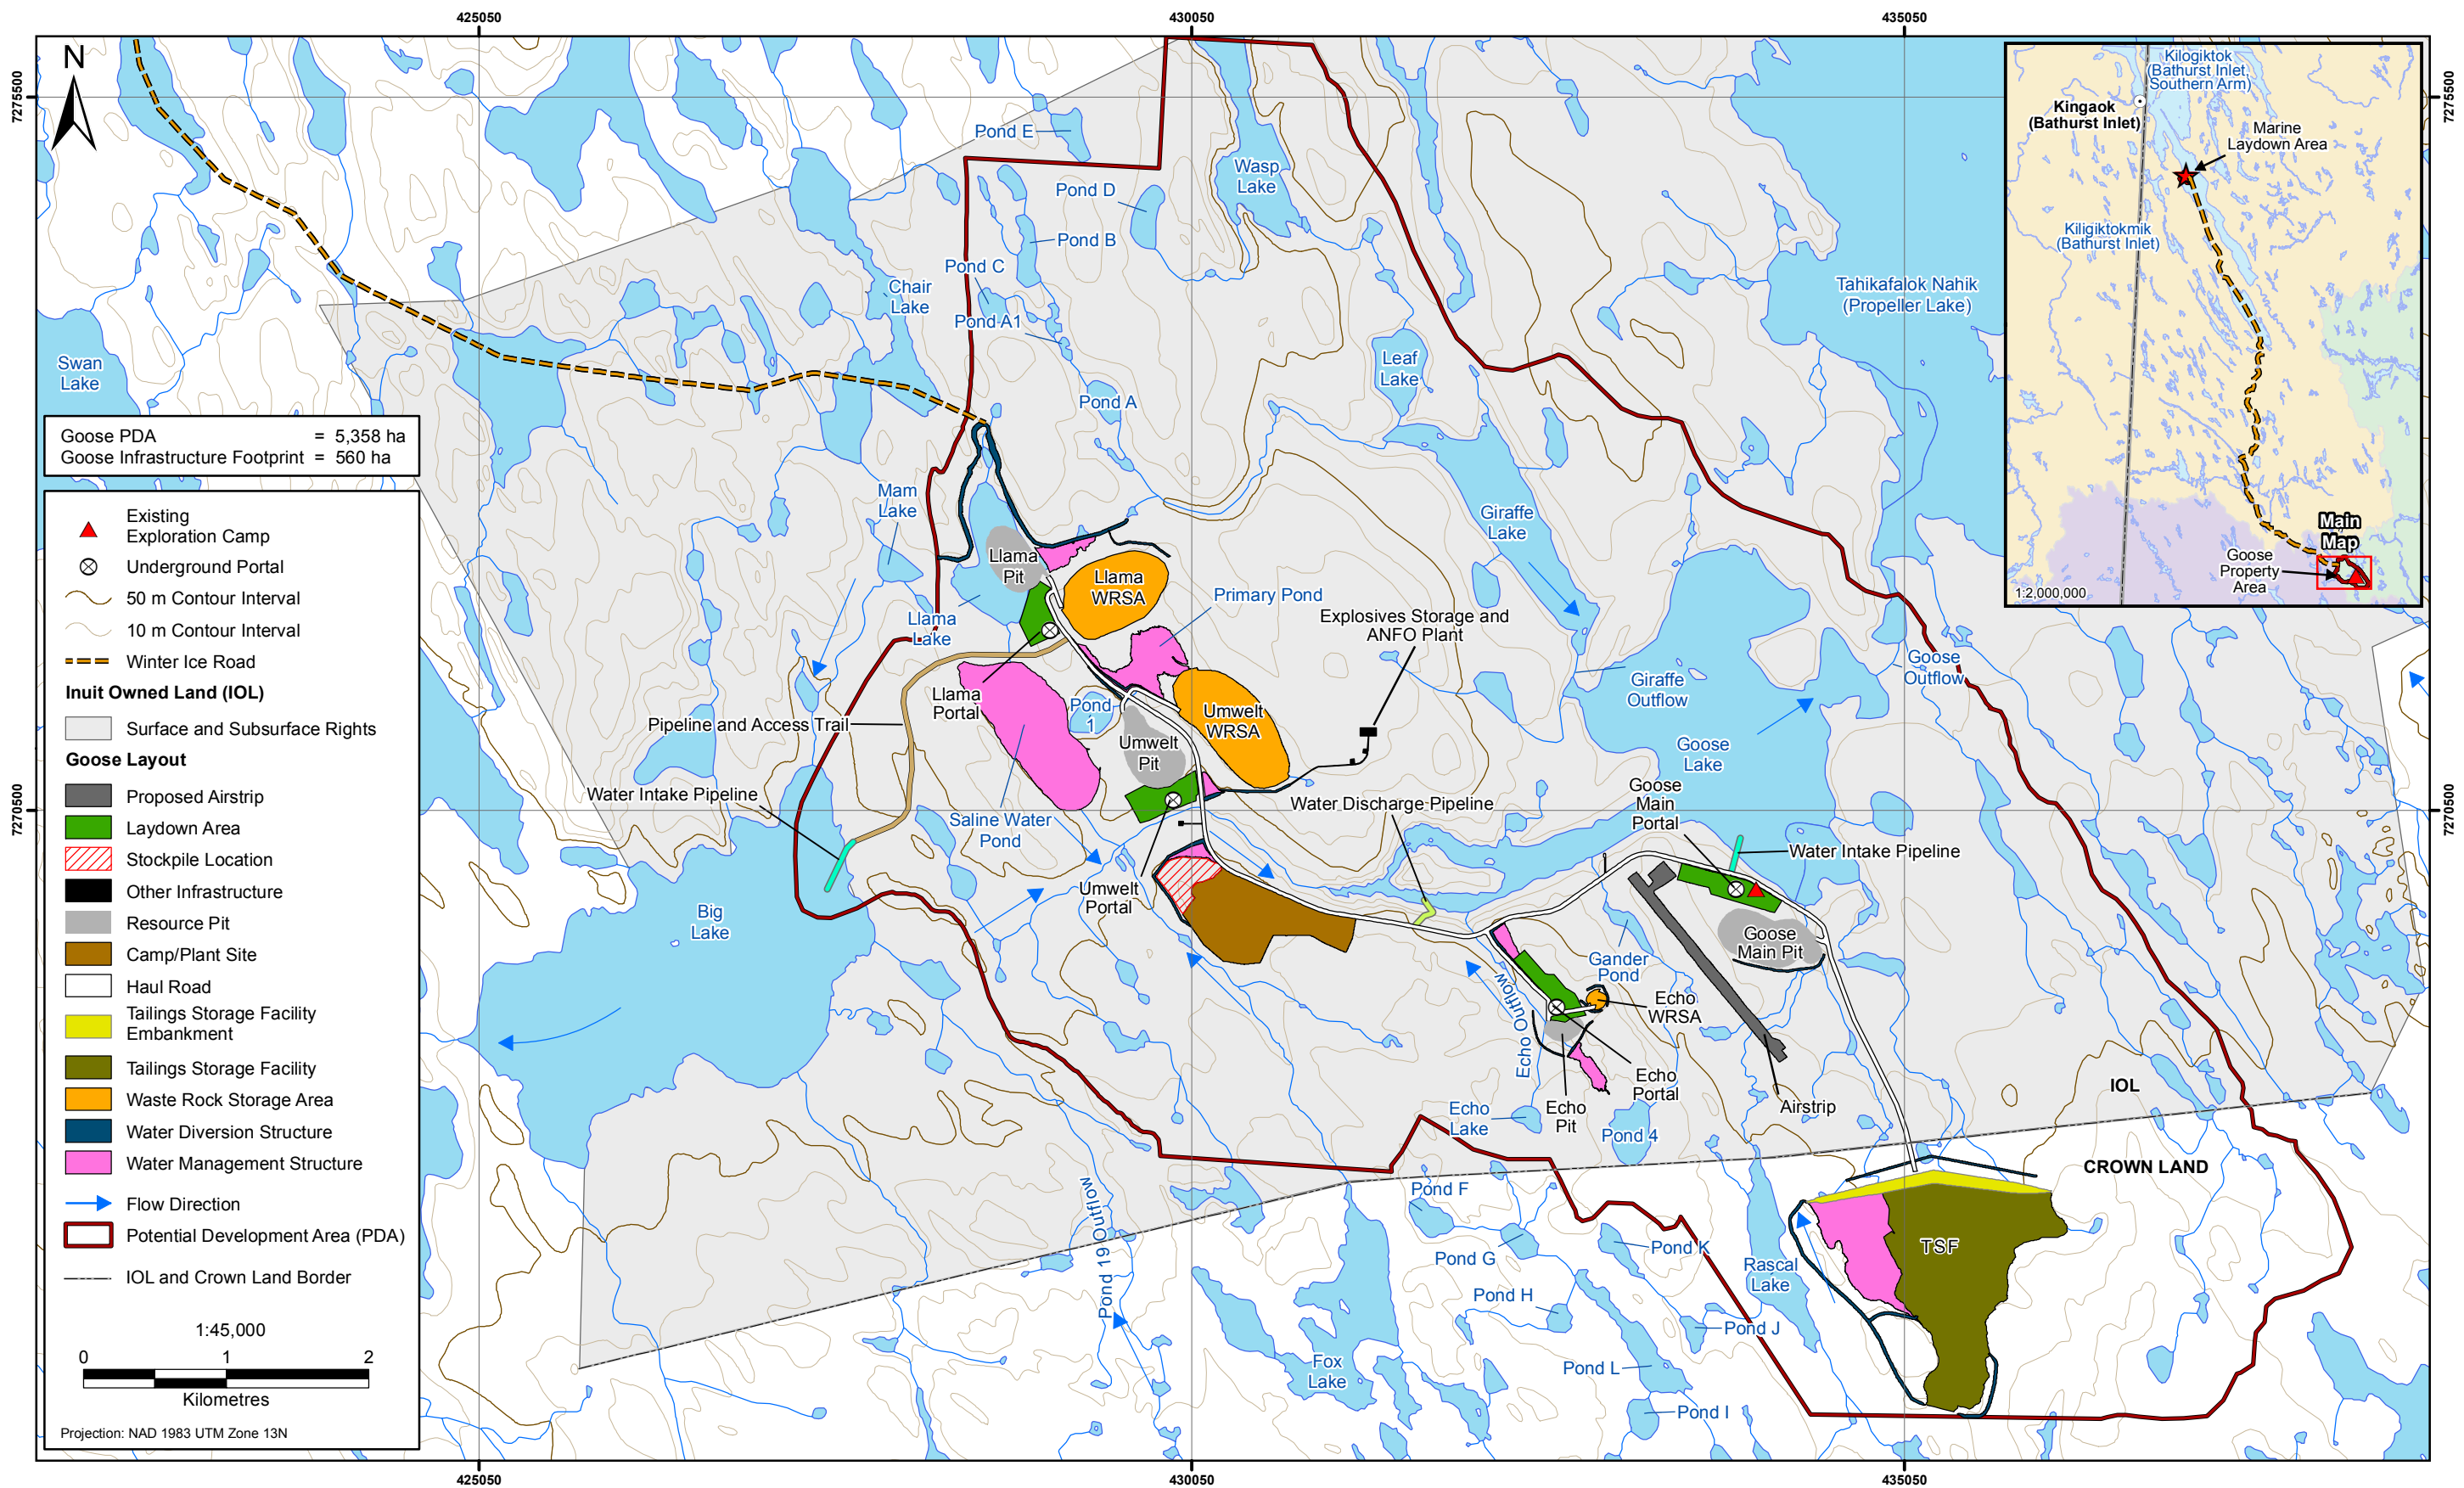 425050
430050
435050
7275500
7275500
7270500
7270500
N
Goose PDA = 5,358 ha
Goose Infrastructure Footprint = 560 ha
Existing
Exploration Camp
Underground Portal
50 m Contour Interval
10 m Contour Interval
Winter Ice Road
Inuit Owned Land (IOL)
Surface and Subsurface Rights
Goose Layout
Proposed Airstrip
Laydown Area
Stockpile Location
Other Infrastructure
Resource Pit
Camp/Plant Site
Haul Road
Tailings Storage Facility
Embankment
Tailings Storage Facility
Waste Rock Storage Area
Water Diversion Structure
Water Management Structure
Flow Direction
Potential Development Area (PDA)
IOL and Crown Land Border
1:45,000
0 1 2
Kilometres
Projection: NAD 1983 UTM Zone 13N
Kilogiktok
(Bathurst Inlet,
Southern Arm)
Kingaok
(Bathurst Inlet)
Marine
Laydown Area
Kiligiktokmik
(Bathurst Inlet)
Main
Map
Goose
Property
Area
1:2,000,000
Pond E
Wasp
Lake
Pond D
Pond B
Pond C
Chair
Lake
Pond A1
Tahikafalok Nahik
(Propeller Lake)
Swan
Lake
Leaf
Lake
Pond A
Mam
Lake
Giraffe
Lake
Llama
Pit
Llama
WRSA
Primary Pond
Llama
Lake
Explosives Storage and
ANFO Plant
Goose
Outflow
Giraffe
Outflow
Llama
Portal
Pond
1
Umwelt
WRSA
Pipeline and Access Trail
Umwelt
Pit
Goose
Lake
Water Intake Pipeline
Goose
Main
Portal
Water Discharge Pipeline
Saline Water
Pond
Water Intake Pipeline
Umwelt
Portal
Big
Lake
Goose
Main Pit
Gander
Pond
Echo Outflow
Echo
WRSA
Echo
Portal
Echo
Lake
Echo
Pit
Airstrip
Pond 4
IOL
CROWN LAND
Pond 19 Outflow
Pond F
Pond G
Pond K
Rascal
Lake
TSF
Pond H
Pond J
Fox
Lake
Pond L
Pond I
425050
430050
435050